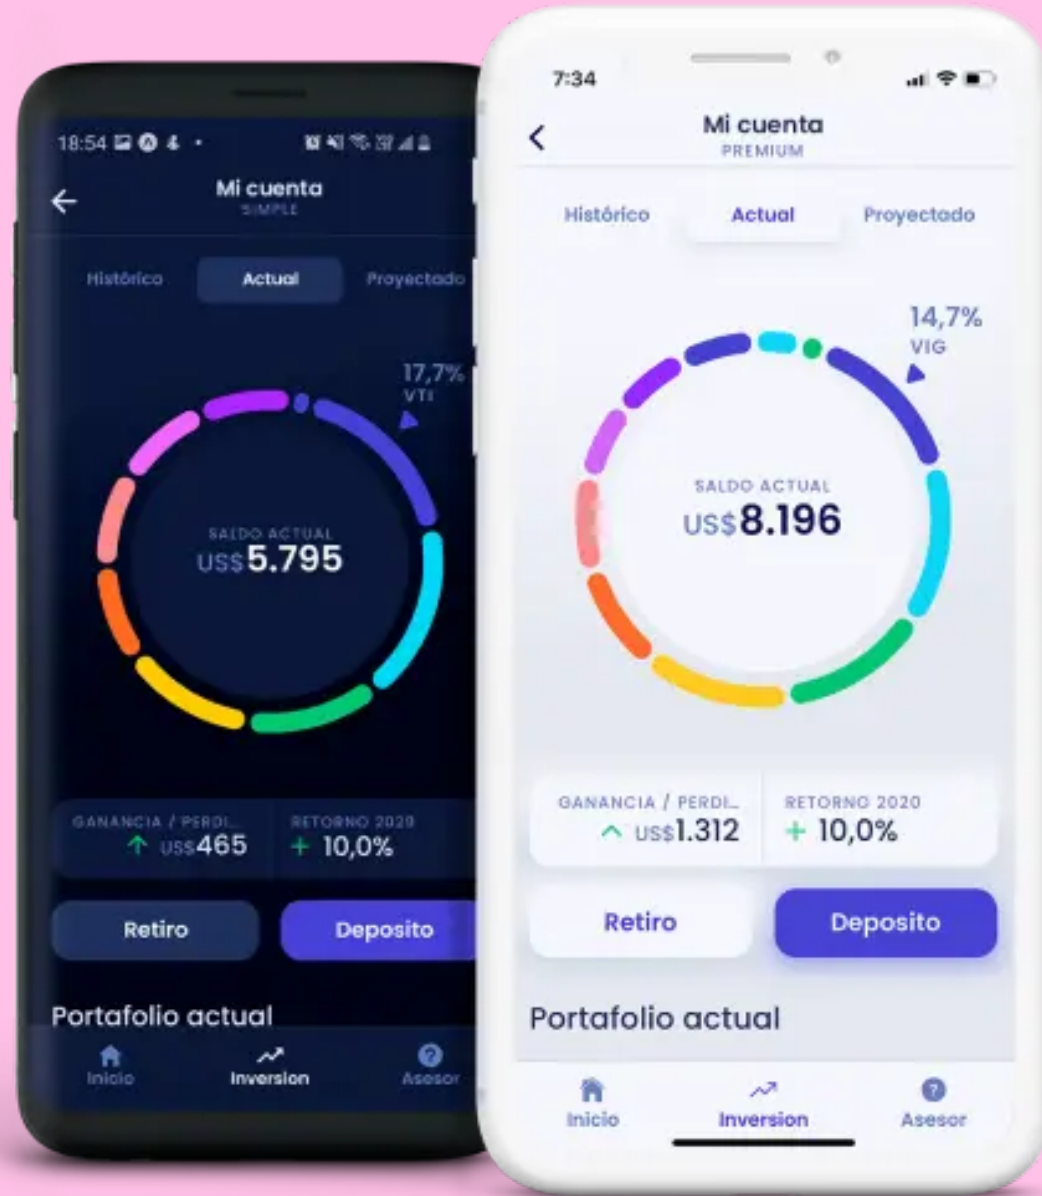 18:54
Mi cuenta
SIMPLE
Histórico
Actual
Proyectado
17,7%
VTI
SALDO ACTUAL
US$5.795
GANANCIA / PERDI...
US$465
RETORNO 2020
+ 10,0%
Retiro
Deposito
Portafolio actual
Inicio
Inversion
Asesor
7:34
Mi cuenta
PREMIUM
Histórico
Actual
Proyectado
14,7%
VIG
SALDO ACTUAL
US$8.196
GANANCIA / PERDI...
US$1.312
RETORNO 2020
+ 10,0%
Retiro
Deposito
Portafolio actual
Inicio
Inversion
Asesor